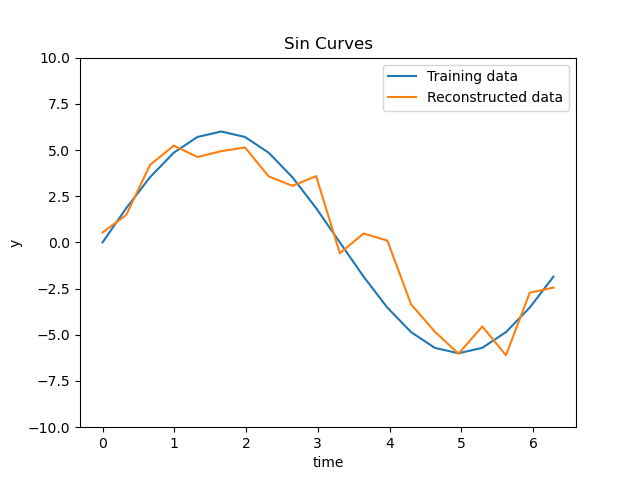 Sin Curves
Training data
Reconstructed data
10.0
7.5
5.0
2.5
0.0
−2.5
−5.0
−7.5
−10.0
y
0 1 2 3 4 5 6
time